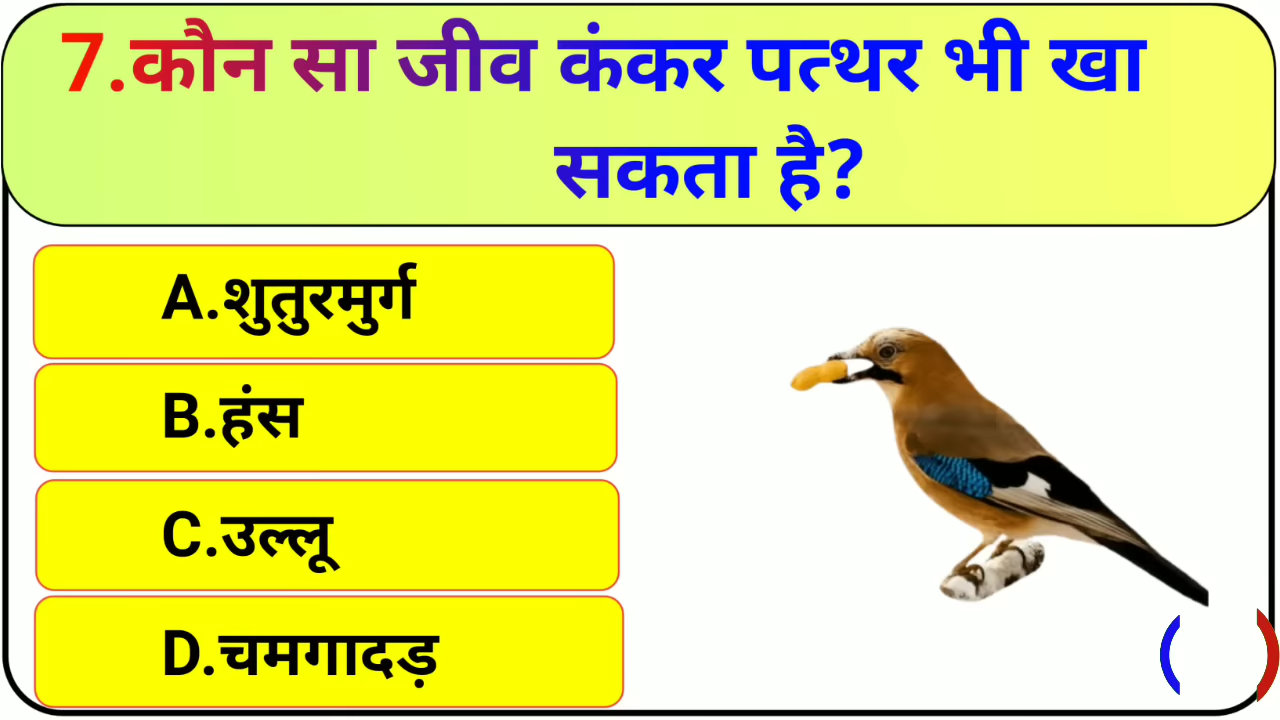 7.कौन सा जीव कंकर पत्थर भी खा
सकता है?
A.शुतुरमुर्ग
B.हंस
C.उल्लू
D.चमगादड़